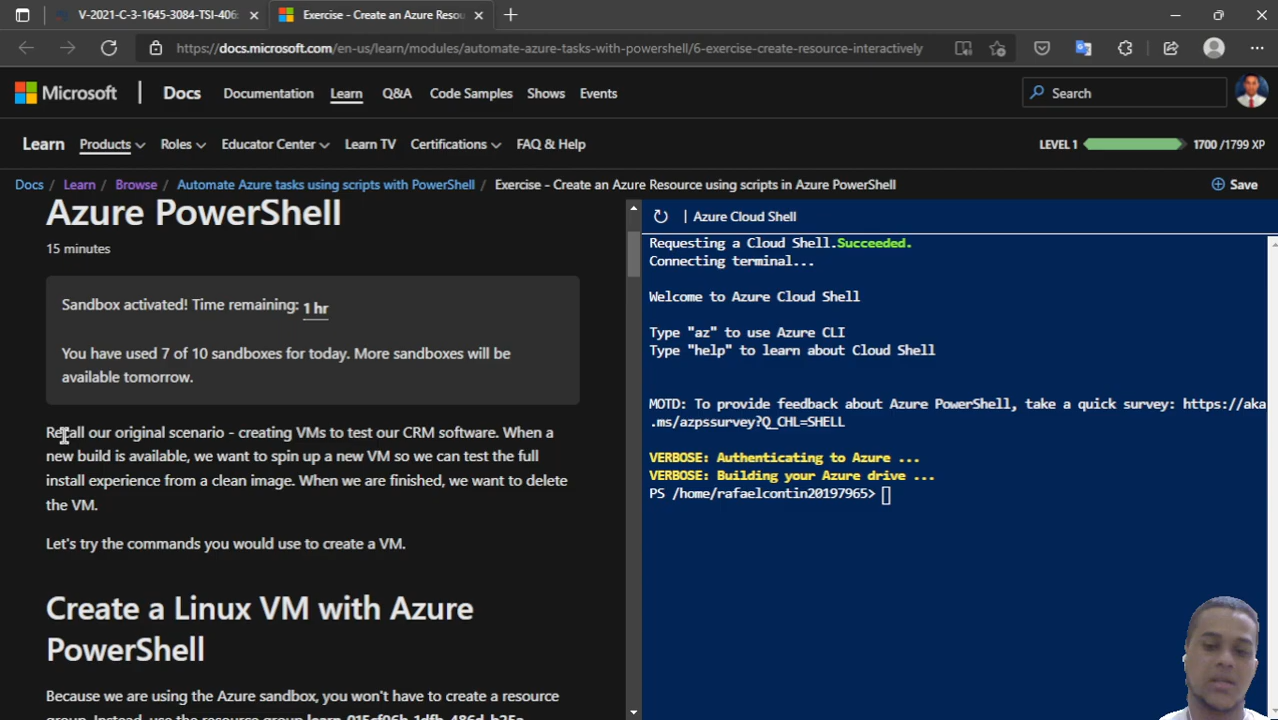 V-2021-C-3-1645-3084-TSI-406:
Exercise - Create an Azure Resou
https://docs.microsoft.com/en-us/learn/modules/automate-azure-tasks-with-powershell/6-exercise-create-resource-interactively
Microsoft
Docs
Documentation
Learn
Q&A
Code Samples
Shows
Events
Search
Learn
Products
Roles
Educator Center
Learn TV
Certifications
FAQ & Help
LEVEL 1
1700 /1799 XP
Docs / Learn / Browse / Automate Azure tasks using scripts with PowerShell / Exercise - Create an Azure Resource using scripts in Azure PowerShell
Save
Azure PowerShell
15 minutes
Sandbox activated! Time remaining: 1 hr
You have used 7 of 10 sandboxes for today. More sandboxes will be
available tomorrow.
Recall our original scenario - creating VMs to test our CRM software. When a
new build is available, we want to spin up a new VM so we can test the full
install experience from a clean image. When we are finished, we want to delete
the VM.
Let's try the commands you would use to create a VM.
Create a Linux VM with Azure
PowerShell
Because we are using the Azure sandbox, you won't have to create a resource
group. Instead, use the resource group
| Azure Cloud Shell
Requesting a Cloud Shell.Succeeded.
Connecting terminal...
Welcome to Azure Cloud Shell
Type "az" to use Azure CLI
Type "help" to learn about Cloud Shell
MOTD: To provide feedback about Azure PowerShell, take a quick survey: https://aka
.ms/azpssurvey?Q_CHL=SHELL
VERBOSE: Authenticating to Azure ...
VERBOSE: Building your Azure drive ...
PS /home/rafaelcontin20197965>